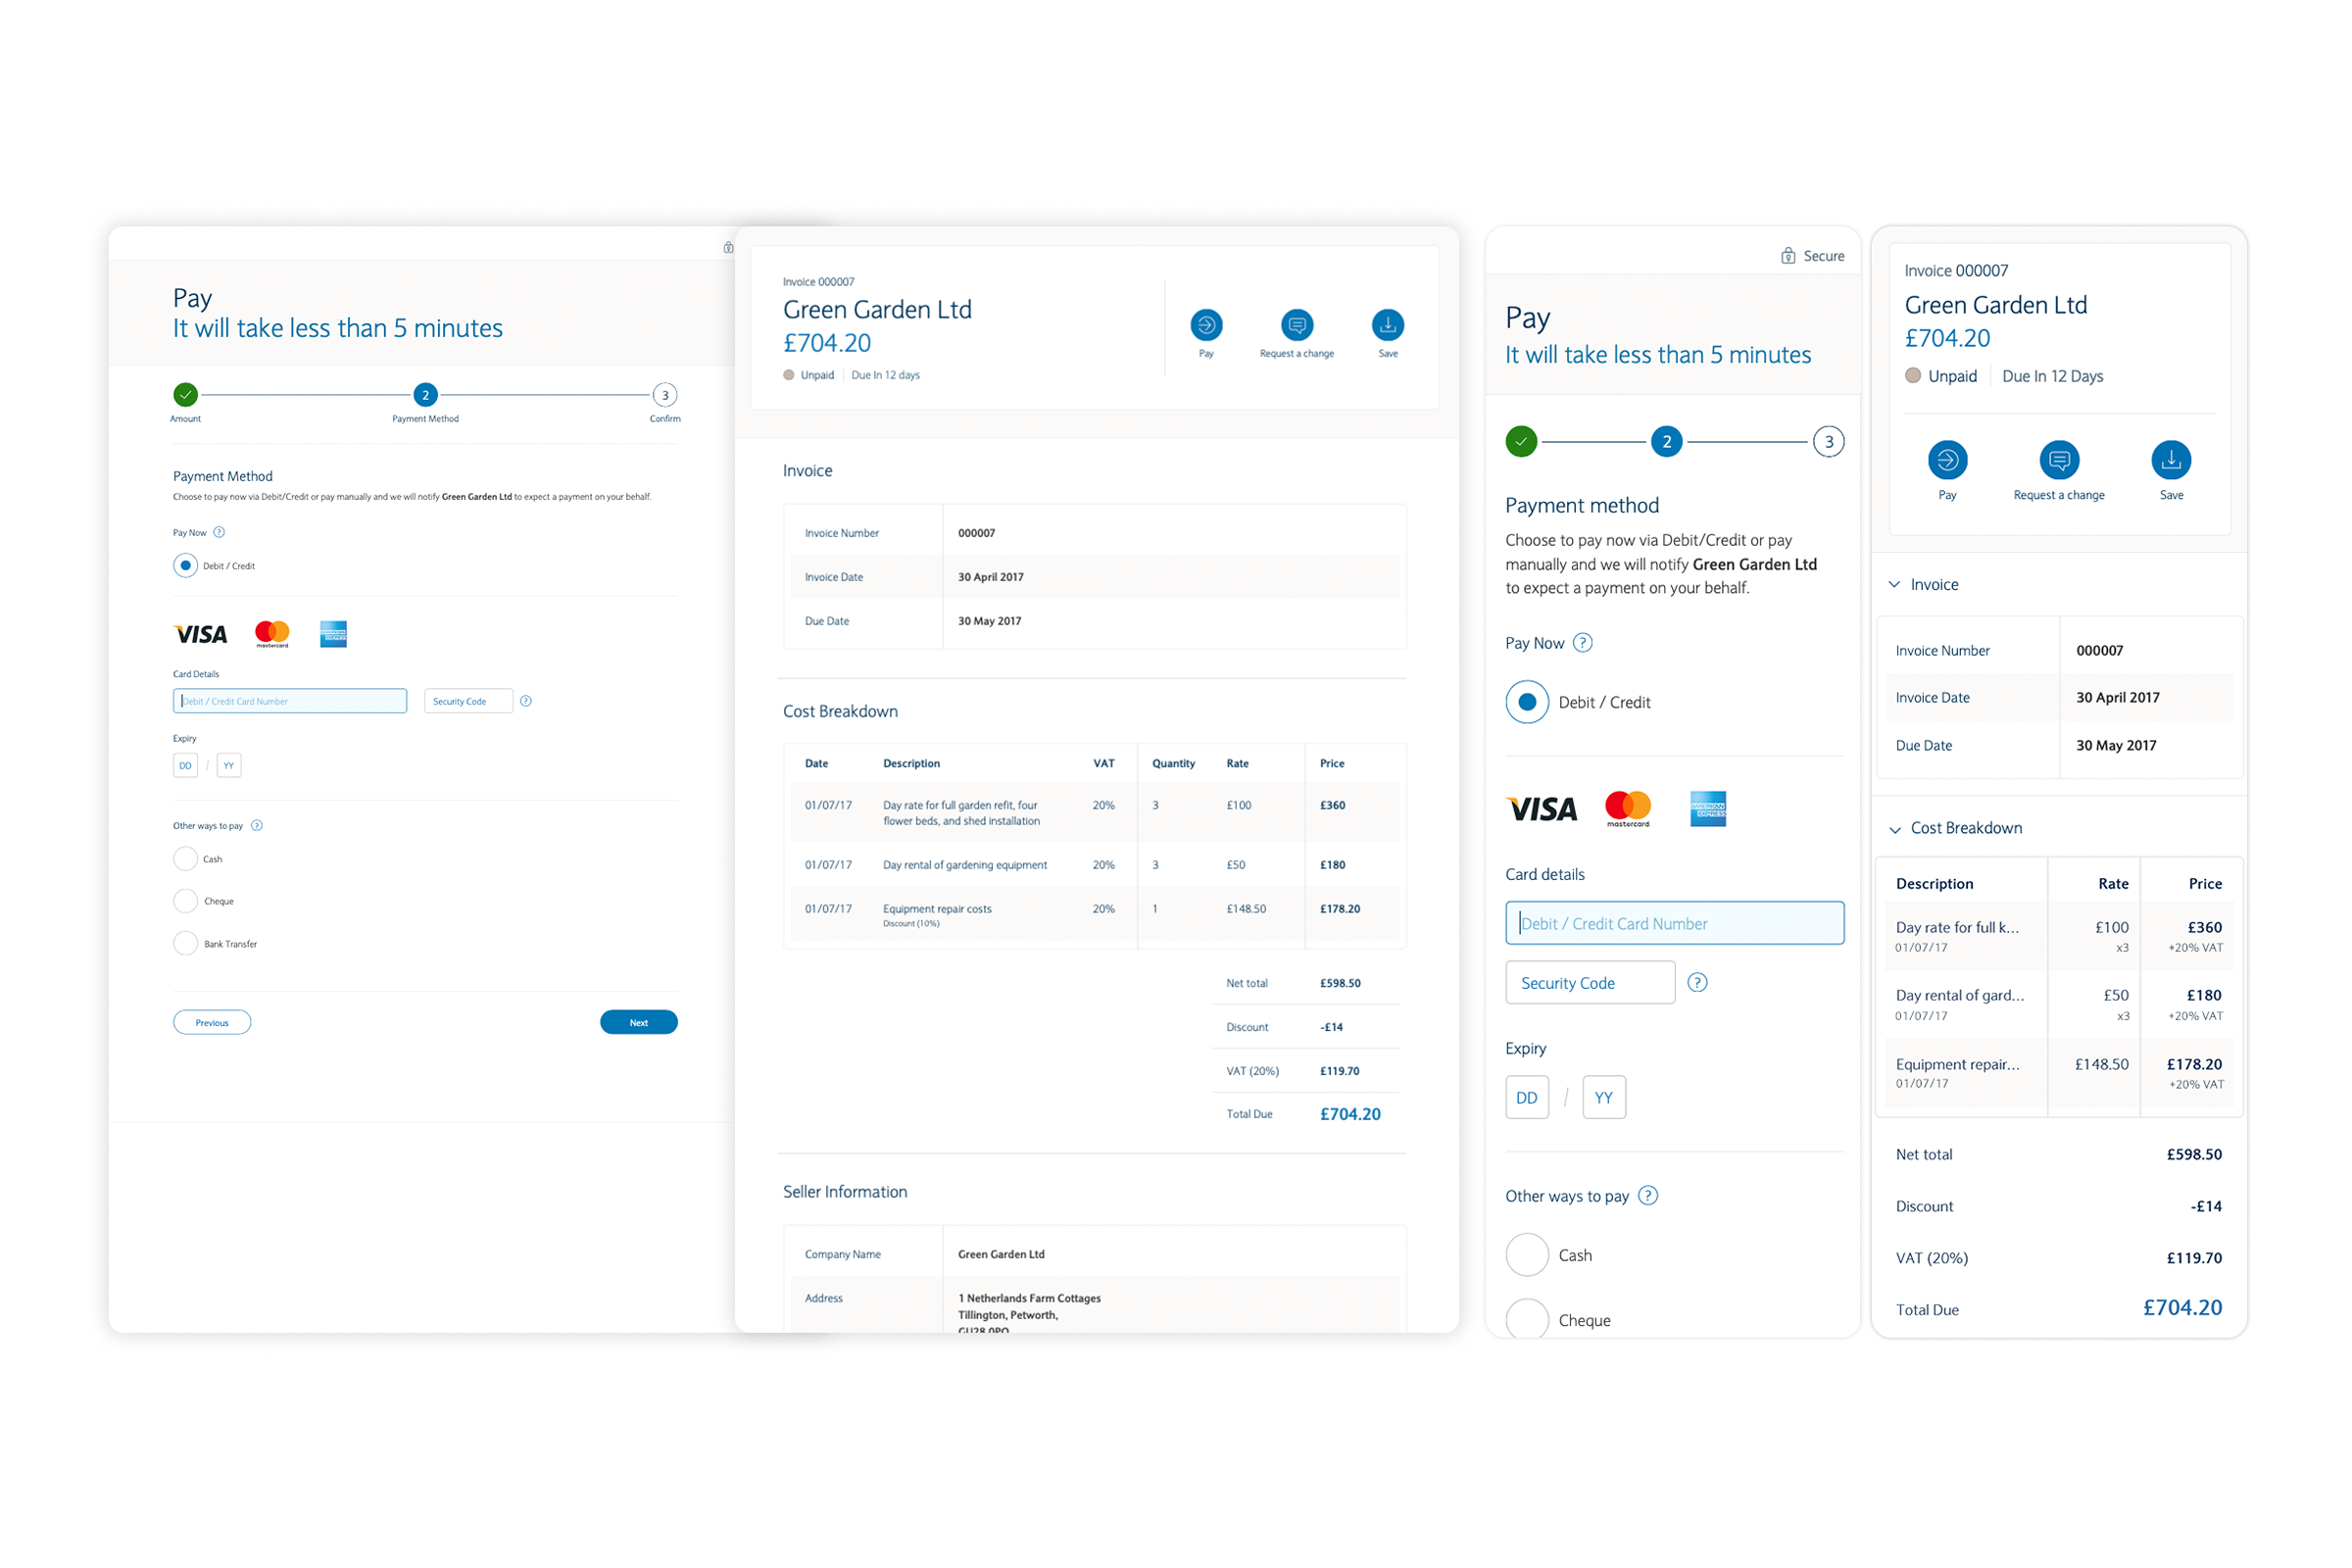 Pay
It will take less than 5 minutes
2
3
Amount
Payment Method
Confirm
Payment Method
Choose to pay now via Debit/Credit or pay manually and we will notify Green Garden Ltd to expect a payment on your behalf.
Pay Now ?
Debit / Credit
VISA
mastercard
AMERICAN EXPRESS
Card Details
Debit / Credit Card Number
Security Code ?
Expiry
DD / YY
Other ways to pay ?
Cash
Cheque
Bank Transfer
Previous
Next
Invoice 000007
Green Garden Ltd
£704.20
Unpaid
Due In 12 days
Pay
Request a change
Save
Invoice
Invoice Number 000007
Invoice Date 30 April 2017
Due Date 30 May 2017
Cost Breakdown
Date Description VAT Quantity Rate Price
01/07/17 Day rate for full garden refit, four 20% 3 £100 £360
flower beds, and shed installation
01/07/17 Day rental of gardening equipment 20% 3 £50 £180
01/07/17 Equipment repair costs 20% 1 £148.50 £178.20
Discount (10%)
Net total £598.50
Discount -£14
VAT (20%) £119.70
Total Due £704.20
Seller Information
Company Name Green Garden Ltd
Address 1 Netherlands Farm Cottages
Tillington, Petworth,
GU28 0PQ
Secure
Pay
It will take less than 5 minutes
2
3
Payment method
Choose to pay now via Debit/Credit or pay
manually and we will notify Green Garden Ltd
to expect a payment on your behalf.
Pay Now ?
Debit / Credit
VISA
mastercard
AMERICAN EXPRESS
Card details
Debit / Credit Card Number
Security Code ?
Expiry
DD / YY
Other ways to pay ?
Cash
Cheque
Invoice 000007
Green Garden Ltd
£704.20
Unpaid
Due In 12 Days
Pay
Request a change
Save
Invoice
Invoice Number 000007
Invoice Date 30 April 2017
Due Date 30 May 2017
Cost Breakdown
Description Rate Price
Day rate for full k... £100 £360
01/07/17 x3 +20% VAT
Day rental of gard... £50 £180
01/07/17 x3 +20% VAT
Equipment repair... £148.50 £178.20
01/07/17 +20% VAT
Net total £598.50
Discount -£14
VAT (20%) £119.70
Total Due £704.20